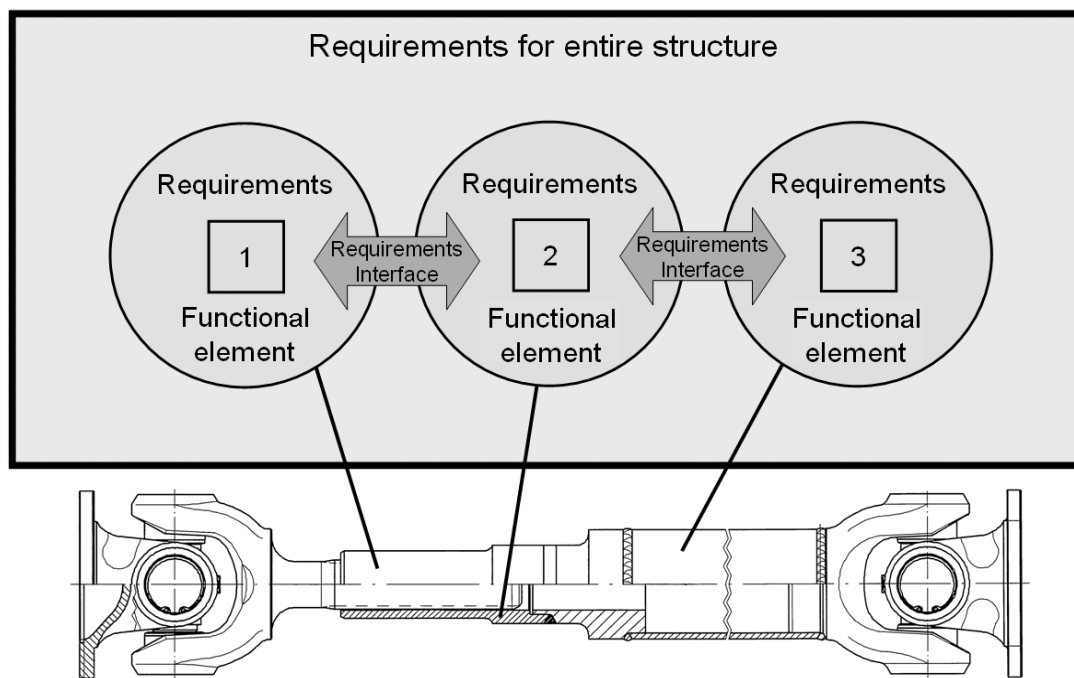 Requirements for entire structure
Requirements
1
Functional
element
Requirements
Interface
Requirements
2
Functional
element
Requirements
Interface
Requirements
3
Functional
element